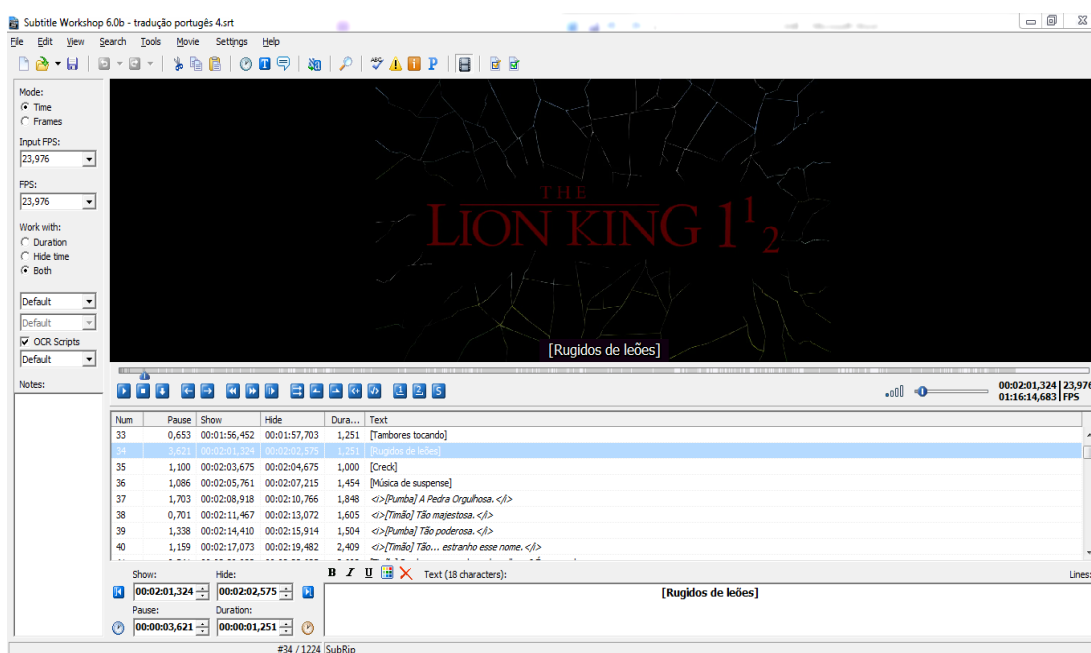 Subtitle Workshop 6.0b - tradução portugês 4.srt
File Edit View Search Tools Movie Settings Help
Mode:
Time
Frames
Input FPS:
23,976
FPS:
23,976
Work with:
Duration
Hide time
Both
Default
Default
OCR Scripts
Default
Notes:
THE
LION KING 1 1 2
[Rugidos de leões]
00:02:01,324 23,976
01:16:14,683 FPS
Num Pause Show Hide Dura... Text
33 0,653 00:01:56,452 00:01:57,703 1,251 [Tambores tocando]
34 3,621 00:02:01,324 00:02:02,575 1,251 [Rugidos de leões]
35 1,100 00:02:03,675 00:02:04,675 1,000 [Creck]
36 1,086 00:02:05,761 00:02:07,215 1,454 [Música de suspense]
37 1,703 00:02:08,918 00:02:10,766 1,848 <i>[Pumba] A Pedra Orgulhosa.</i>
38 0,701 00:02:11,467 00:02:13,072 1,605 <i>[Timão] Tão majestosa.</i>
39 1,338 00:02:14,410 00:02:15,914 1,504 <i>[Pumba] Tão poderosa.</i>
40 1,159 00:02:17,073 00:02:19,482 2,409 <i>[Timão] Tão... estranho esse nome.</i>
Show: Hide: B I U Text (18 characters): Lines:
00:02:01,324 00:02:02,575 [Rugidos de leões]
Pause: Duration:
00:00:03,621 00:00:01,251
#34 / 1224 SubRip